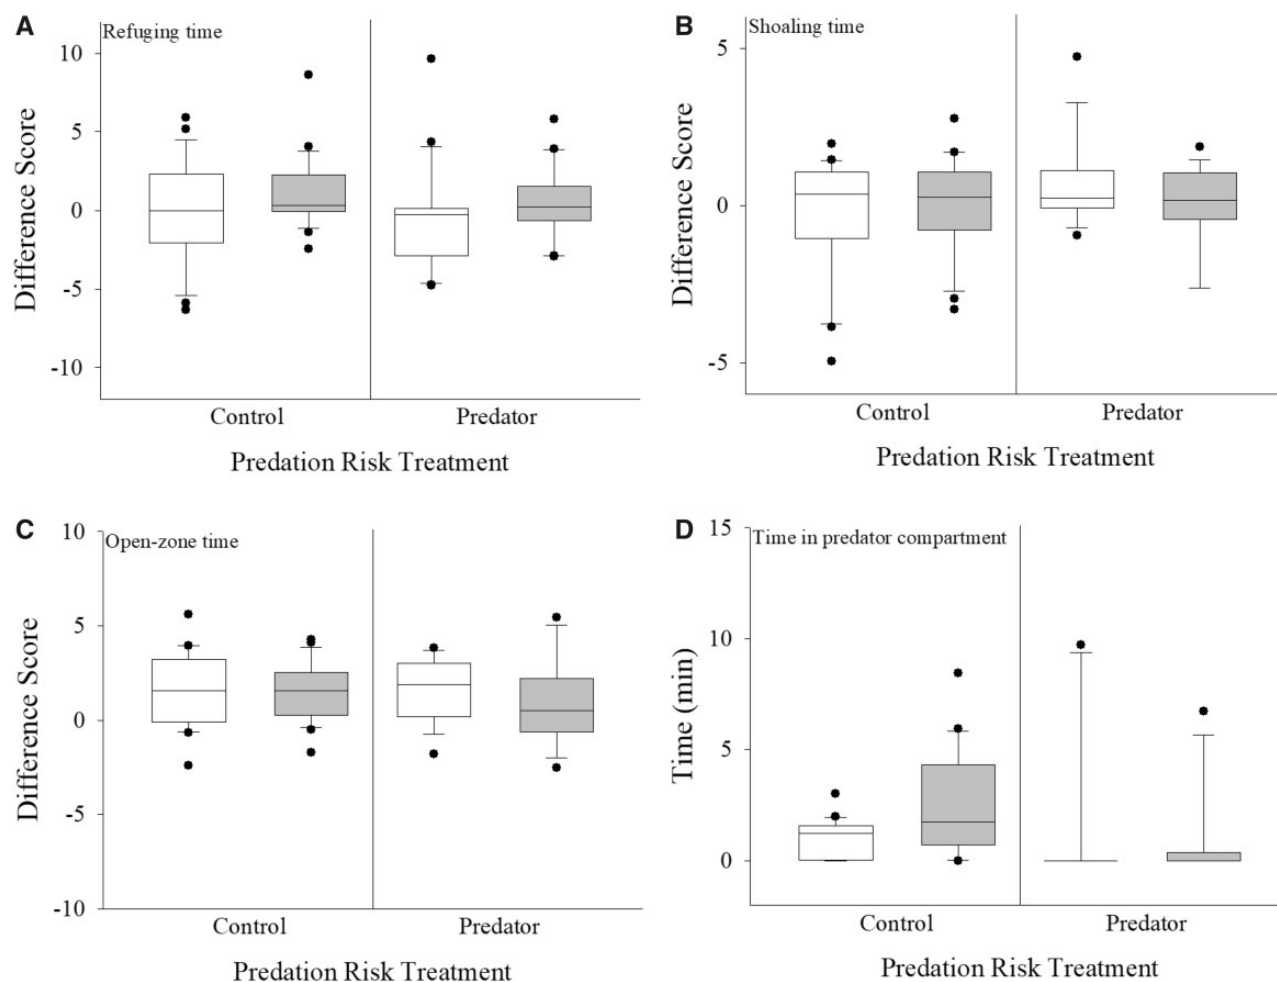 A
Refuging time
10
5
0
-5
-10
Difference Score
Control
Predator
Predation Risk Treatment
B
Shoaling time
5
0
-5
Difference Score
Control
Predator
Predation Risk Treatment
C
Open-zone time
10
5
0
-5
-10
Difference Score
Control
Predator
Predation Risk Treatment
D
Time in predator compartment
15
10
5
0
Time (min)
Control
Predator
Predation Risk Treatment